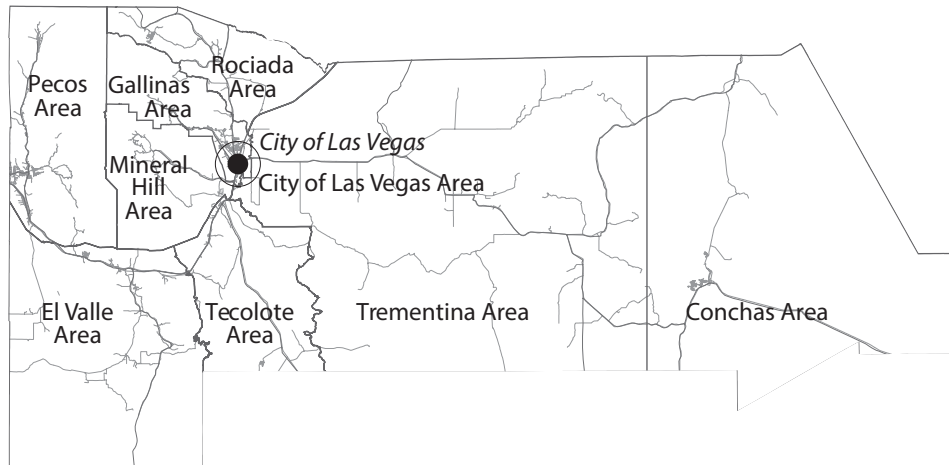 Rociada
Area
Pecos
Area
Gallinas
Area
City of Las Vegas
Mineral
Hill
Area
City of Las Vegas Area
El Valle
Area
Tecolote
Area
Trementina Area
Conchas Area